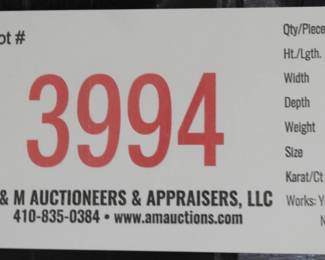 ot #
3994
& M AUCTIONEERS & APPRAISERS, LLC
410-835-0384 • www.amauctions.com
Qty/Piece
Ht./Lgth.
Width
Depth
Weight
Size
Karat/Ct
Works: Y
N